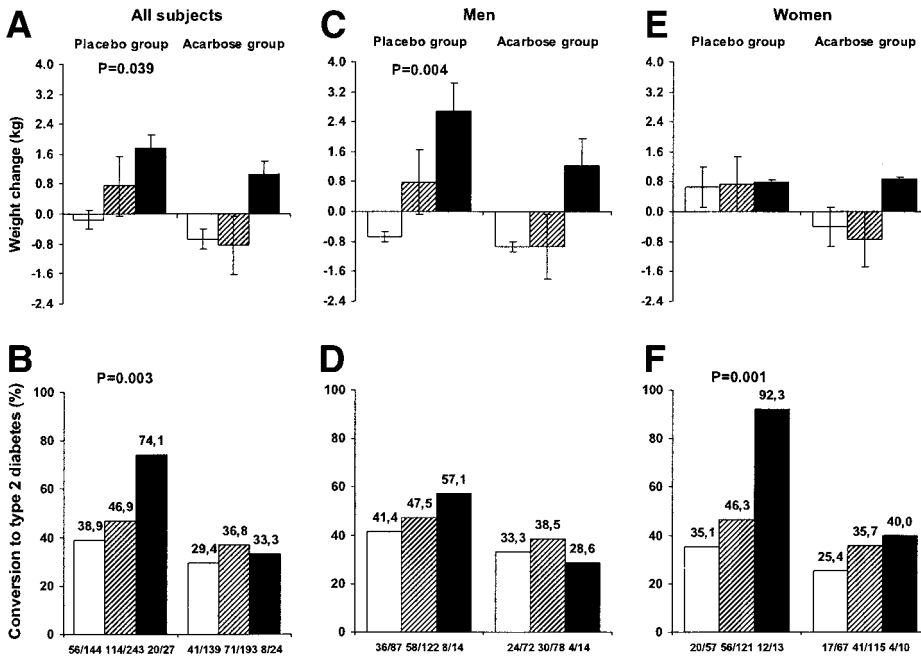 A All subjects C Men E Women
Placebo group Acarbose group Placebo group Acarbose group Placebo group Acarbose group
P=0.039 P=0.004
Weight change (kg)
4.0 4.0 4.0
3.2 3.2 3.2
2.4 2.4 2.4
1.6 1.6 1.6
0.8 0.8 0.8
0.0 0.0 0.0
-0.8 -0.8 -0.8
-1.6 -1.6 -1.6
-2.4 -2.4 -2.4
B D F
P=0.003 P=0.001
Conversion to type 2 diabetes (%)
100 100 100
80 80 80
60 60 60
40 40 40
20 20 20
0 0 0
38,9 46,9 74,1 29,4 36,8 33,3
41,4 47,5 57,1 33,3 38,5 28,6
35,1 46,3 92,3 25,4 35,7 40,0
56/144 114/243 20/27 41/139 71/193 8/24 36/87 58/122 8/14 24/72 30/78 4/14 20/57 56/121 12/13 17/67 41/115 4/10